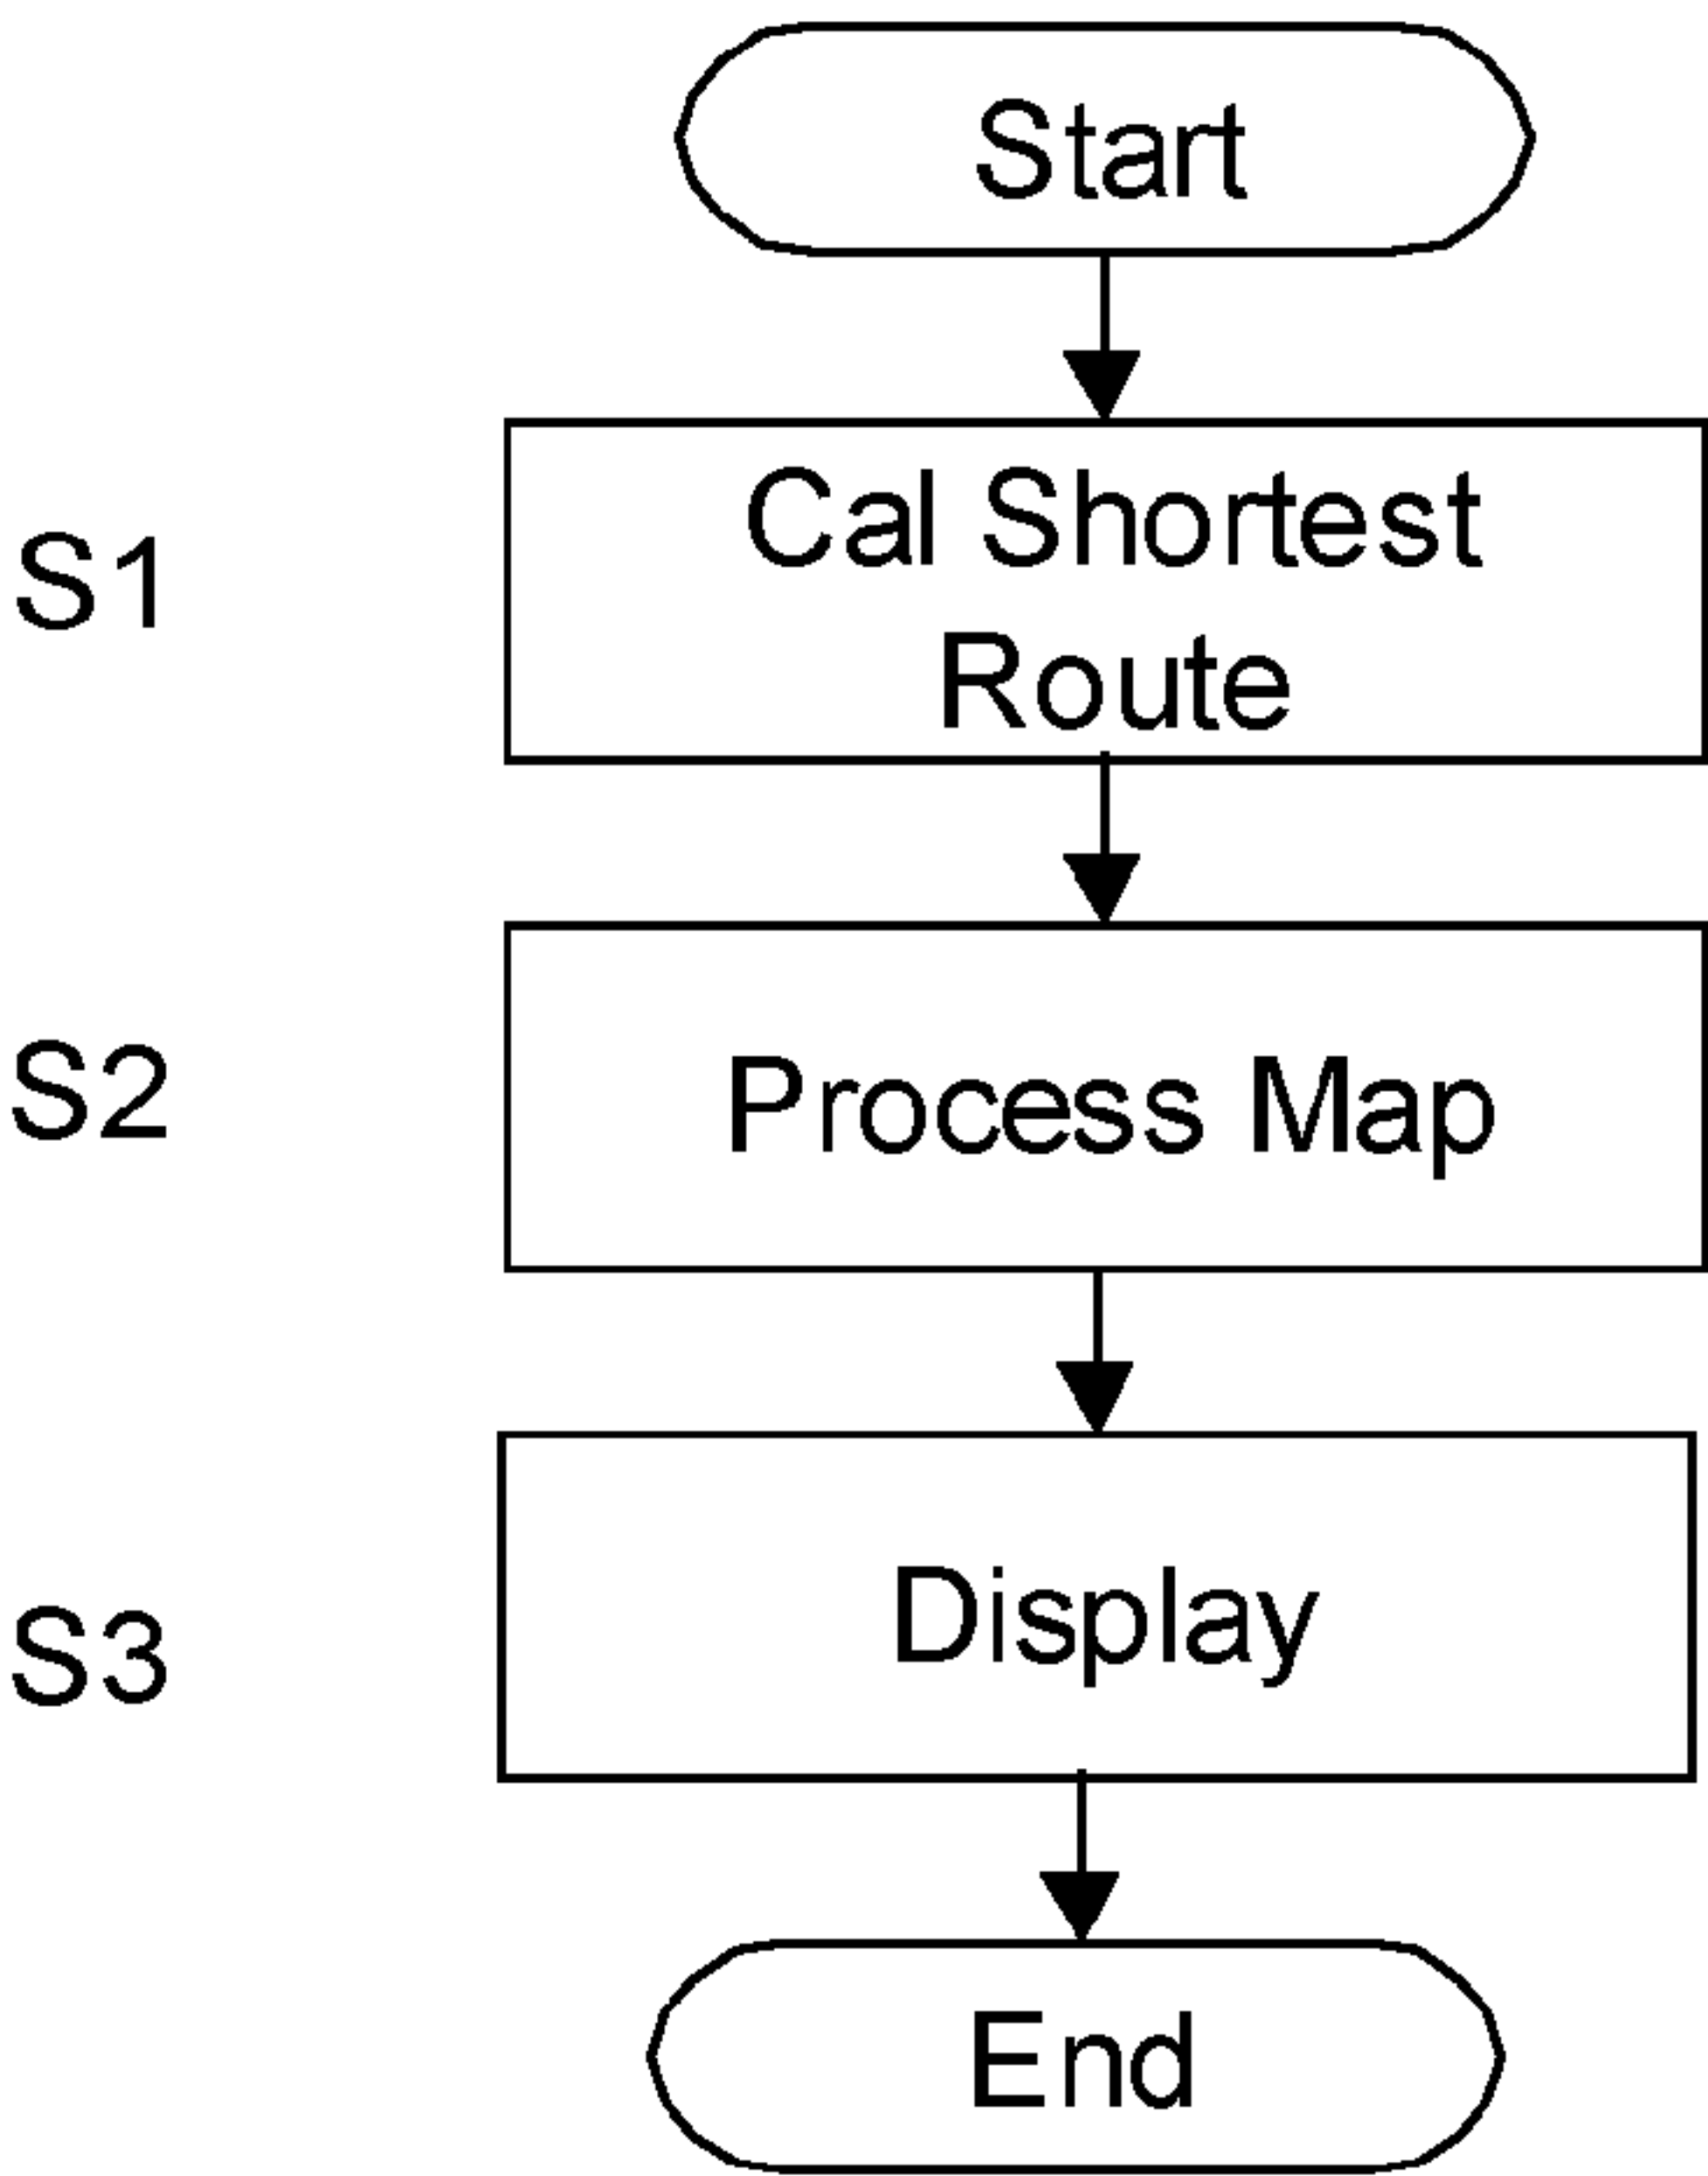 Start
S1
Cal Shortest
Route
S2
Process Map
S3
Display
End